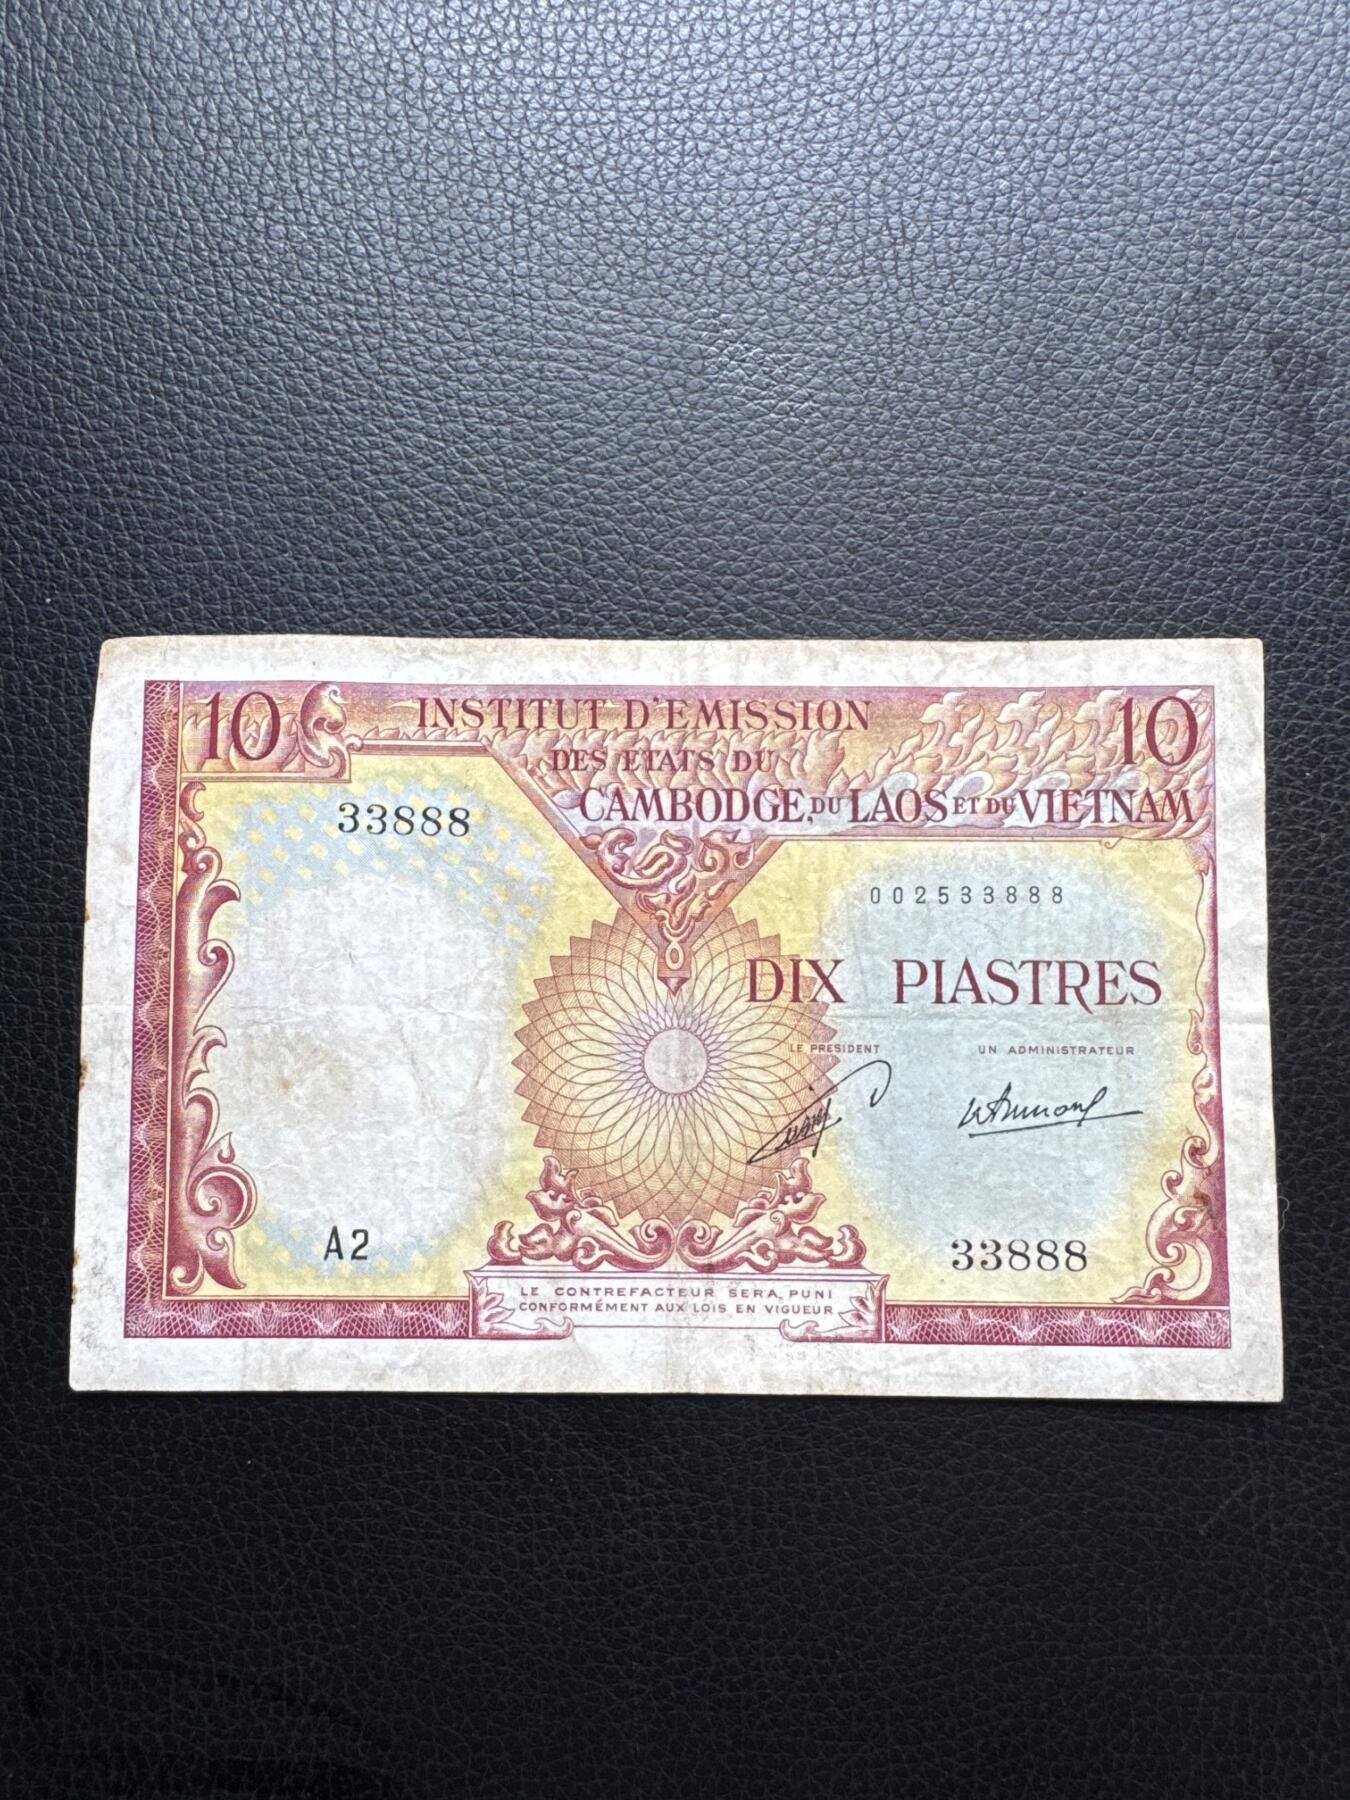 10 INSTITUT D'EMISSION 10
DES ETATS DU
CAMBODGE, DU LAOS ET DU VIETNAM
33888
002533888
DIX PIASTRES
LE PRESIDENT UN ADMINISTRATEUR
A2 33888
LE CONTREFACTEUR SERA PUNI
CONFORMÉMENT AUX LOIS EN VIGUEUR